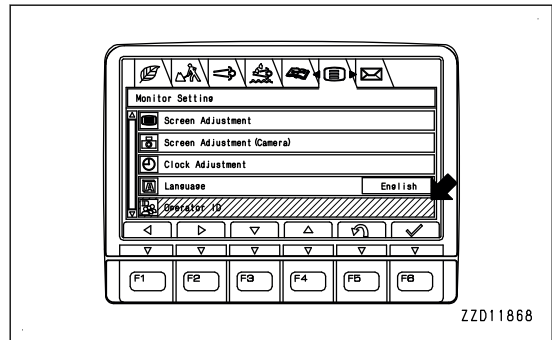 Monitor Setting
Screen Adjustment
Screen Adjustment(Camera)
Clock Adjustment
A Language English
Operator ID
F1 F2 F3 F4 F5 F6
ZZD11868